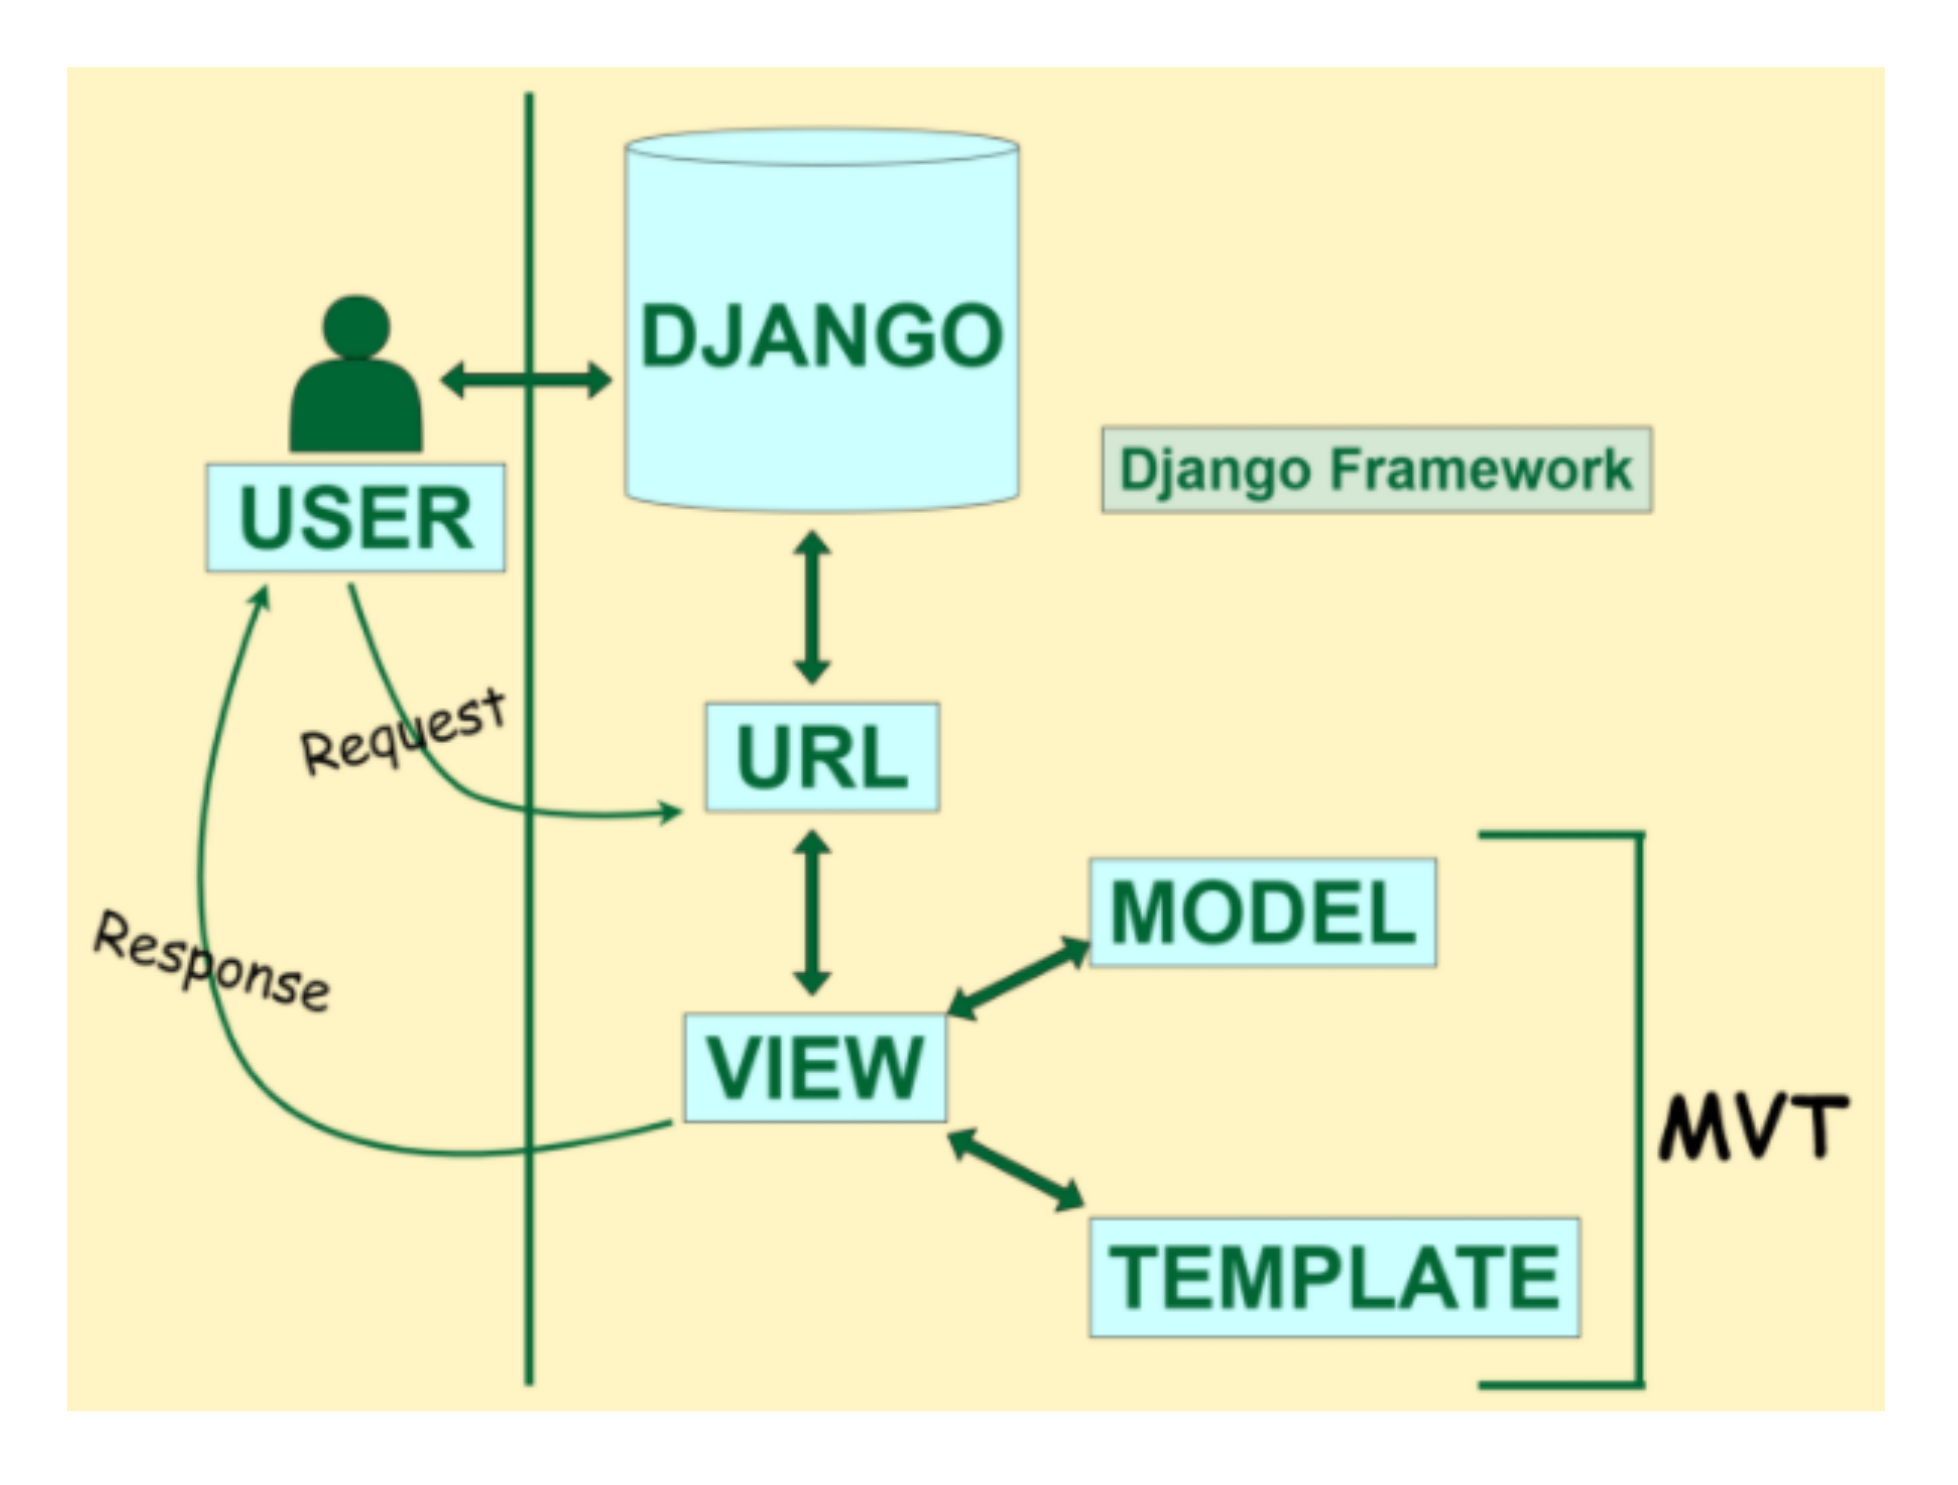 DJANGO
Django Framework
USER
Request
URL
MODEL
Response
VIEW
MVT
TEMPLATE